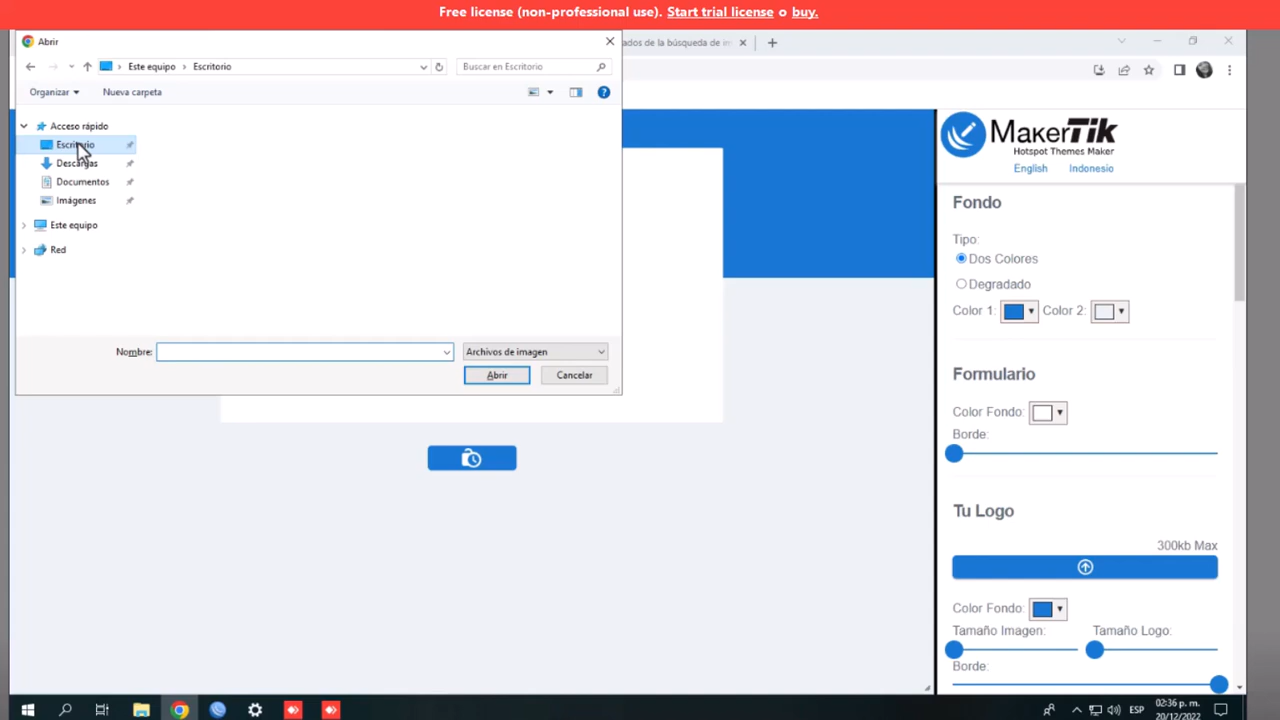 Free license (non-professional use). Start trial license o buy.
Abrir
ados de la búsqueda de im
Este equipo > Escritorio
Buscar en Escritorio
Organizar
Nueva carpeta
Acceso rápido
Escritorio
Descargas
Documentos
Imágenes
Este equipo
Red
Nombre:
Archivos de imagen
Abrir
Cancelar
MakerTik
Hotspot Themes Maker
English
Indonesio
Fondo
Tipo:
Dos Colores
Degradado
Color 1:
Color 2:
Formulario
Color Fondo:
Borde:
Tu Logo
300kb Max
Color Fondo:
Tamaño Imagen:
Tamaño Logo:
Borde:
ESP
02:36 p. m.
20/12/2022